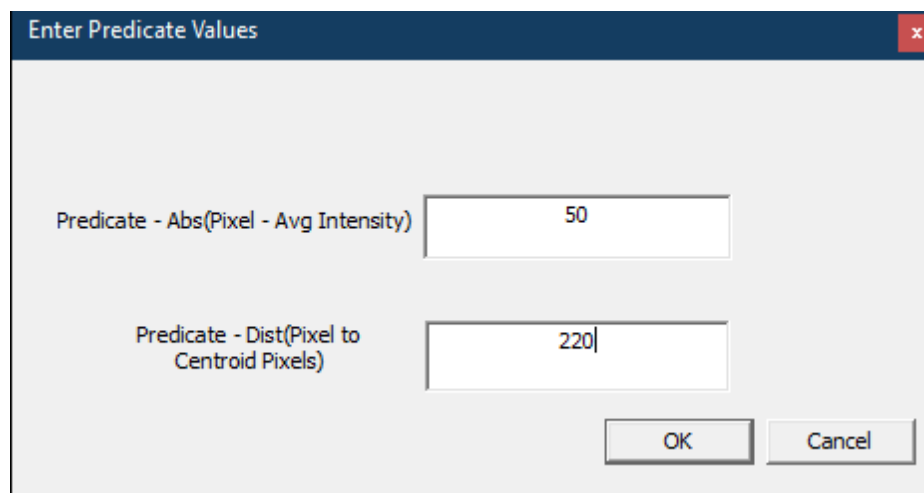 Enter Predicate Values
x
Predicate - Abs(Pixel - Avg Intensity)
50
Predicate - Dist(Pixel to
Centroid Pixels)
220
OK
Cancel